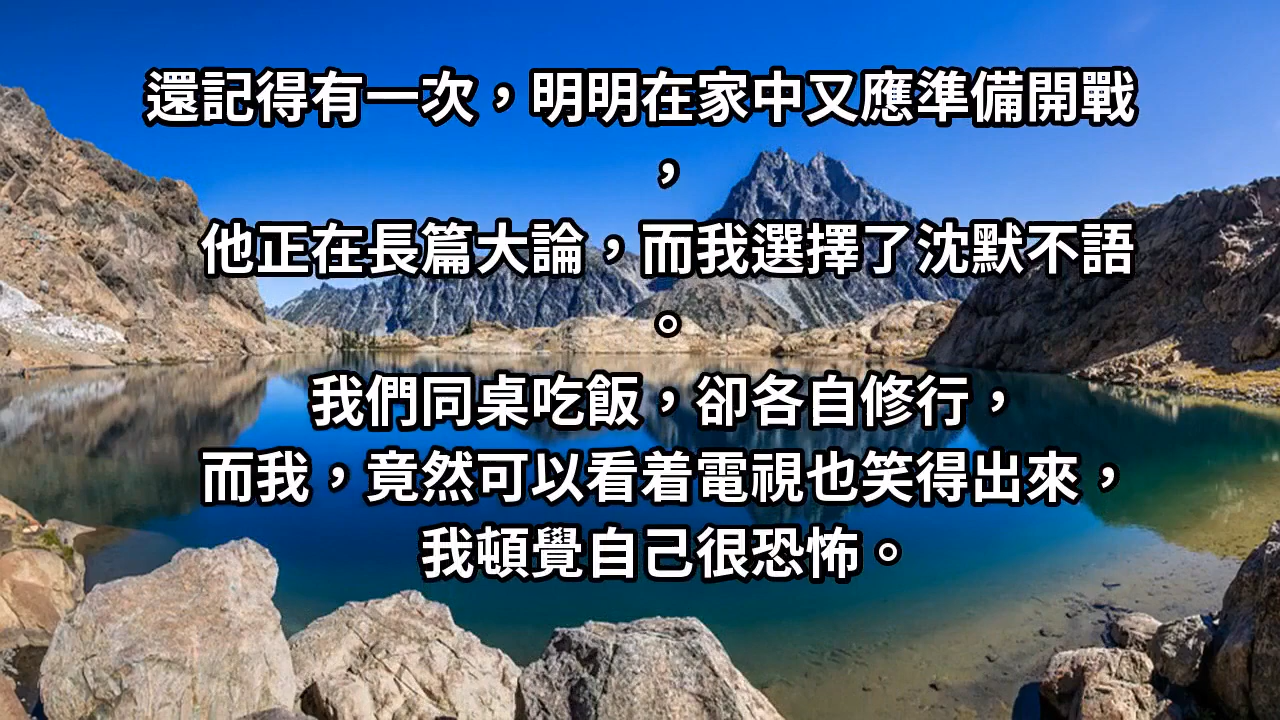 還記得有一次，明明在家中又應準備開戰
，
他正在長篇大論，而我選擇了沈默不語
。
我們同桌吃飯，卻各自修行，
而我，竟然可以看着電視也笑得出來，
我頓覺自己很恐怖。